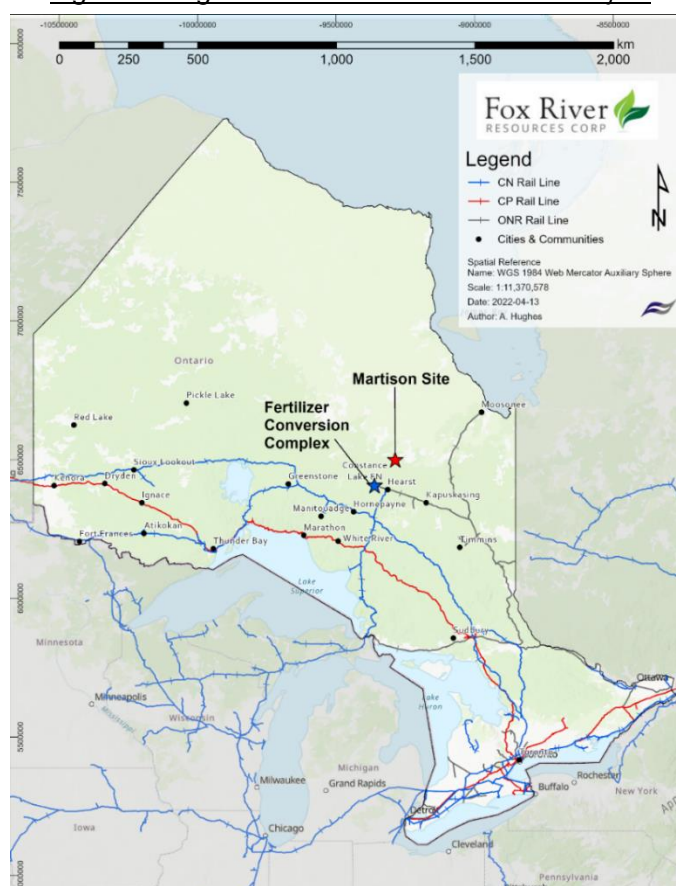 -10500000 -10000000 -9500000 -9000000 -8500000
8000000
0 250 500 1,000 1,500 2,000 km
Fox River
RESOURCES CORP
Legend
CN Rail Line
CP Rail Line
ONR Rail Line
Cities & Communities
N
Spatial Reference
Name: WGS 1984 Web Mercator Auxiliary Sphere
Scale: 1:11,370,578
Date: 2022-04-13
Author: A. Hughes
7500000
7000000
Ontario
Martison Site
Pickle Lake
Red Lake
Fertilizer
Conversion
Complex
Moosonee
6500000
Constance
Lake FN
Sioux Lookout
Kenora
Dryden
Greenstone
Hearst
Ignace
Kapuskasing
Manitouadge
Hornepayne
Fort Frances
Atikokan
Marathon
White River
Timmins
Thunder Bay
Lake
Superior
6000000
Minnesota
Sudbury
Ottawa
Minneapolis
Mississippi
Wisconsin
Lake
Huron
5500000
Michigan
Toronto
Milwaukee
Grand Rapids
Rochester
Buffalo
New York
Detroit
Iowa
Chicago
Cleveland
Pennsylvania
5000000